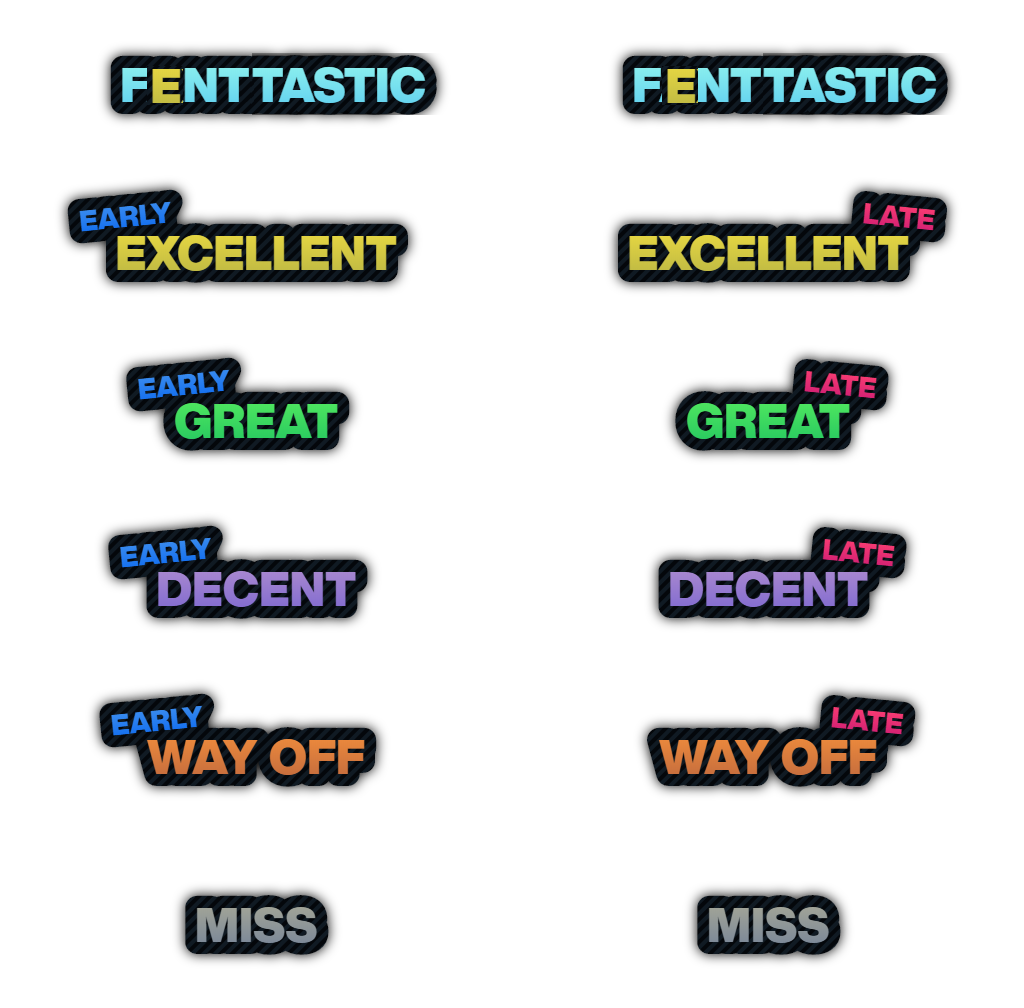 FENTTASTIC FENTTASTIC
EARLY LATE
EXCELLENT EXCELLENT
EARLY LATE
GREAT GREAT
EARLY LATE
DECENT DECENT
EARLY LATE
WAY OFF WAY OFF
MISS MISS